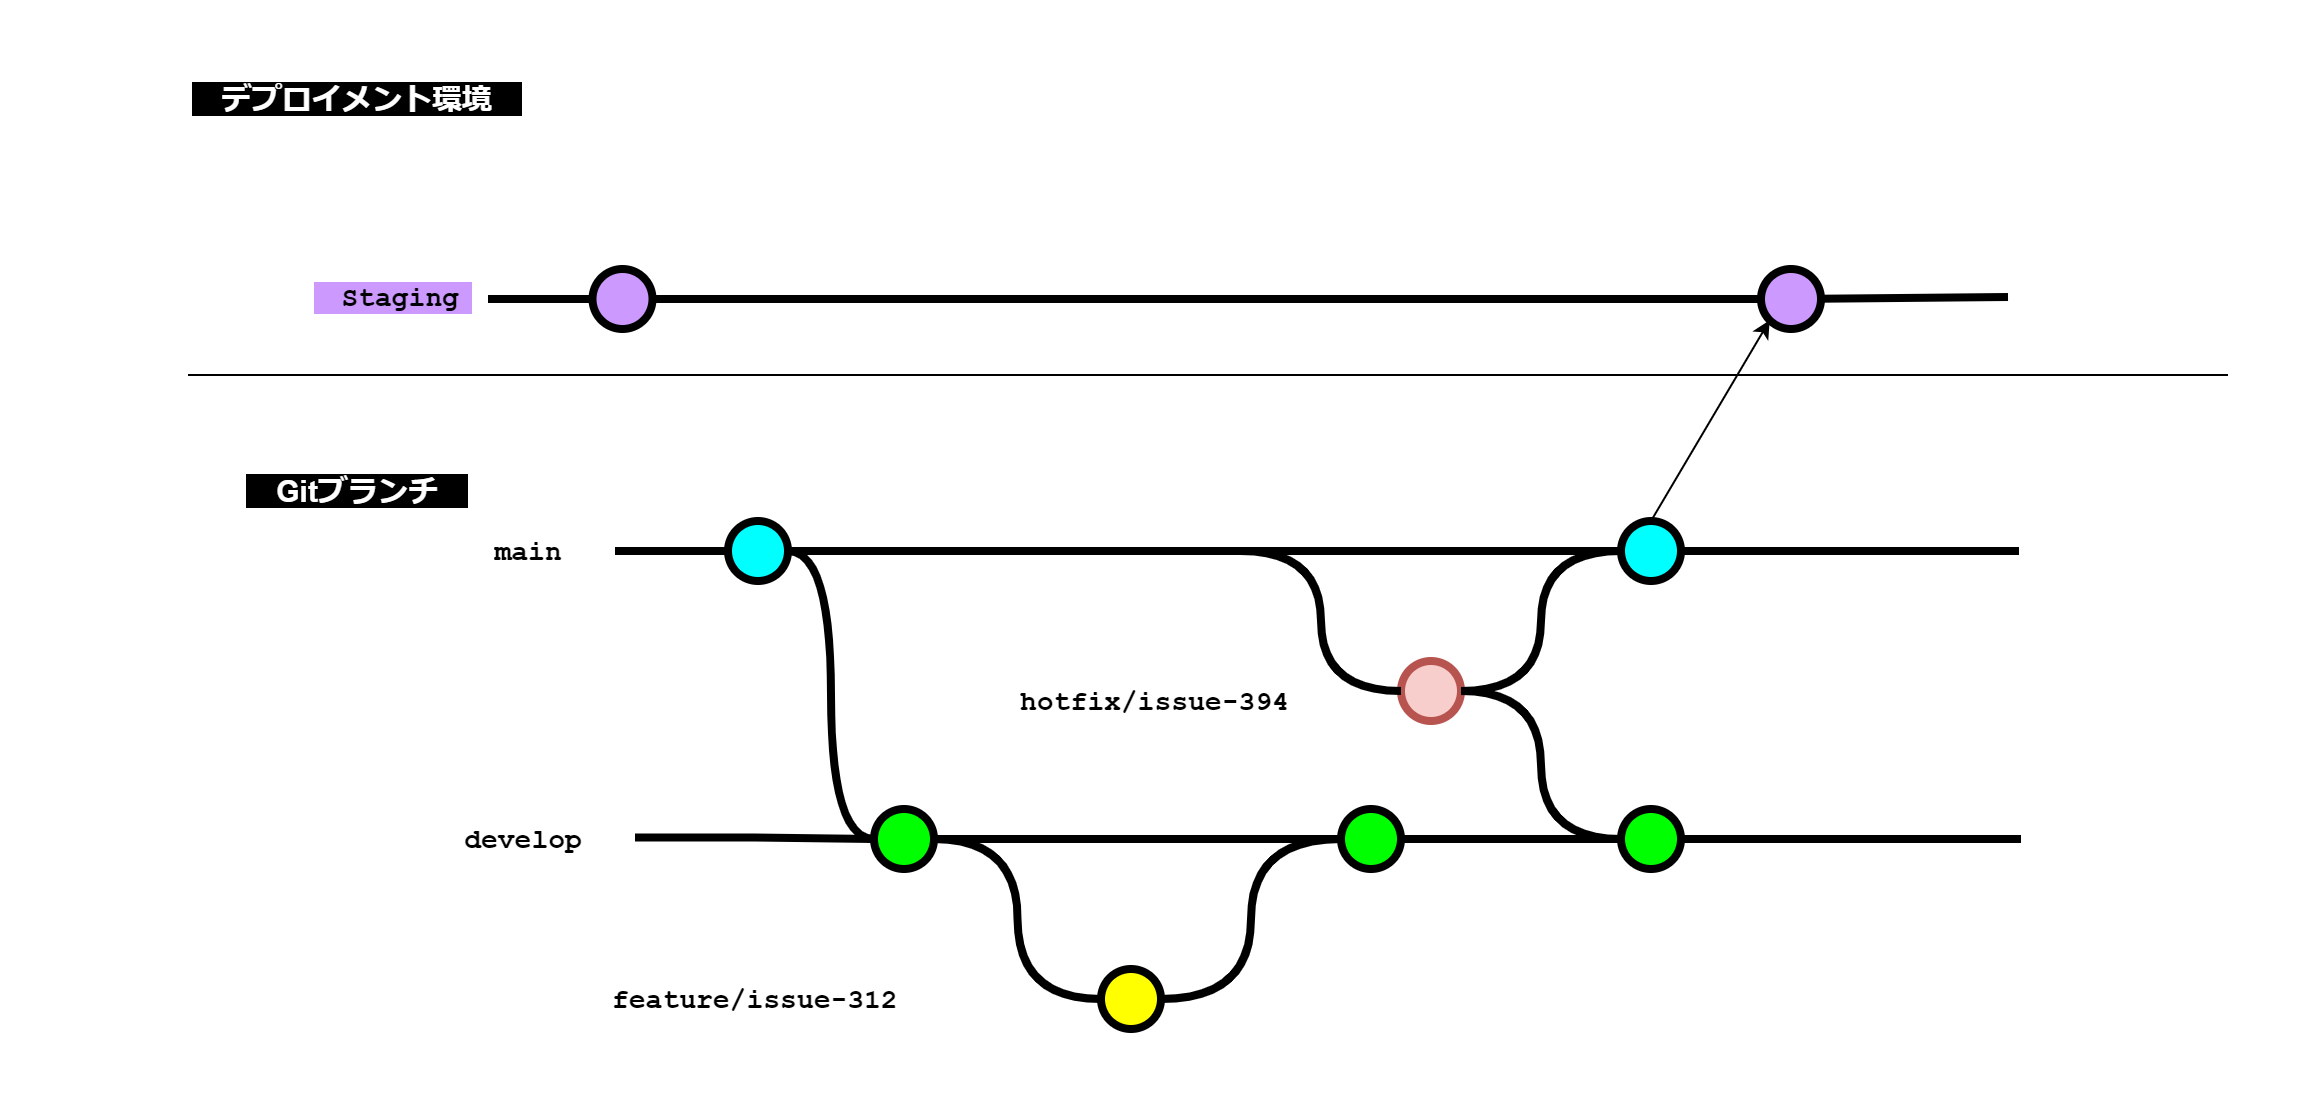 デプロイメント環境
Staging
Gitブランチ
main
hotfix/issue-394
develop
feature/issue-312